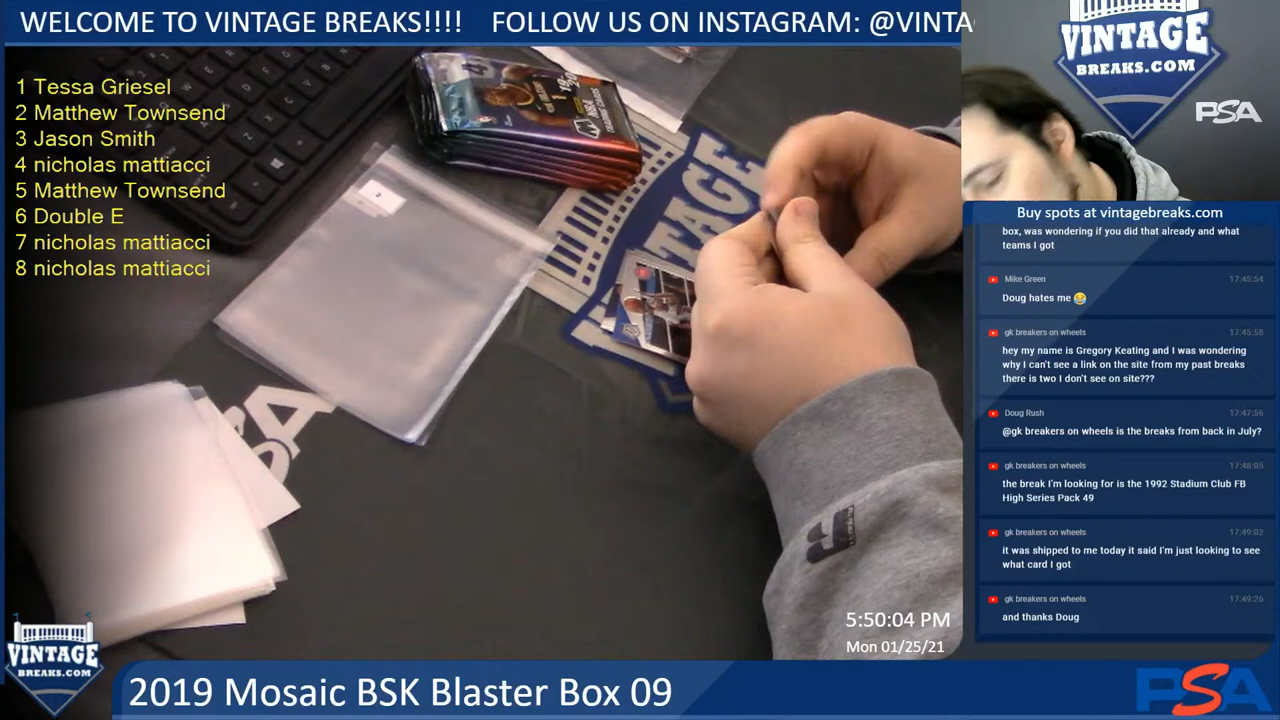 WELCOME TO VINTAGE BREAKS!!!! FOLLOW US ON INSTAGRAM: @VINTA
1 Tessa Griesel
2 Matthew Townsend
3 Jason Smith
4 nicholas mattiacci
5 Matthew Townsend
6 Double E
7 nicholas mattiacci
8 nicholas mattiacci
19-20
NBA
VINTAGE
PSA
VINTAGE
BREAKS.COM
PSA
Buy spots at vintagebreaks.com
box, was wondering if you did that already and what
teams I got
Mike Green 17:45:54
Doug hates me 😂
gk breakers on wheels 17:45:58
hey my name is Gregory Keating and I was wondering
why I can't see a link on the site from my past breaks
there is two I don't see on site???
Doug Rush 17:47:56
@gk breakers on wheels is the breaks from back in July?
gk breakers on wheels 17:48:05
the break I'm looking for is the 1992 Stadium Club FB
High Series Pack 49
gk breakers on wheels 17:49:02
it was shipped to me today it said I'm just looking to see
what card I got
gk breakers on wheels 17:49:26
and thanks Doug
5:50:04 PM
Mon 01/25/21
VINTAGE
BREAKS.COM
2019 Mosaic BSK Blaster Box 09
PSA